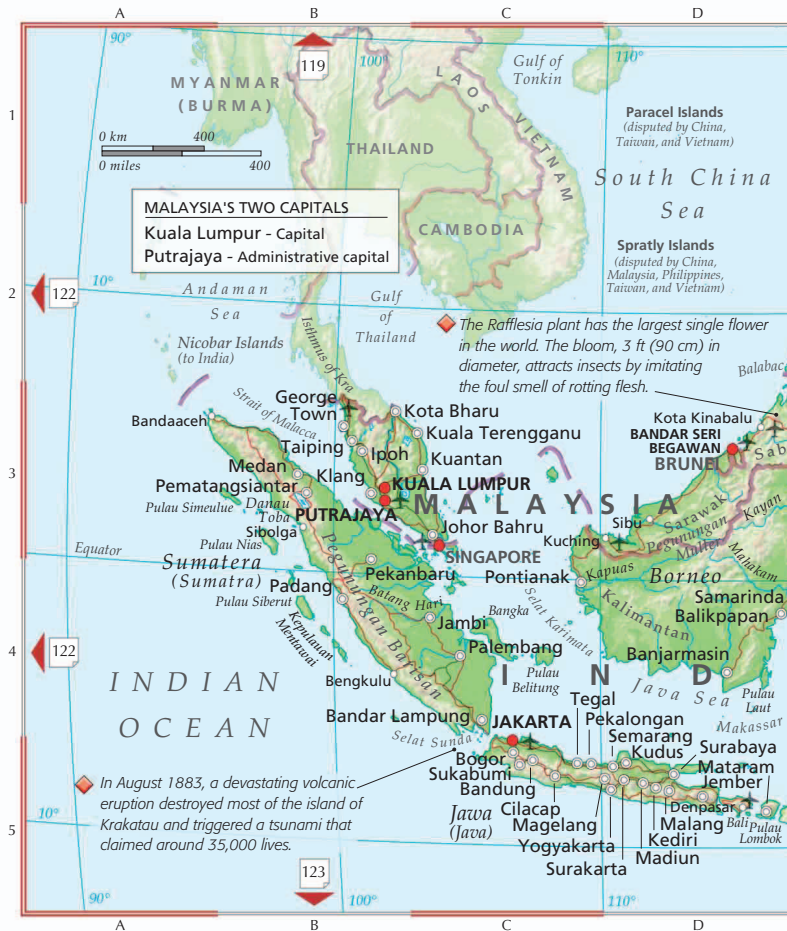 A B C D
90°
119
100°
110°
Gulf of
Tonkin
MYANMAR
(BURMA)
LAOS
VIETNAM
1
0 km 400
0 miles 400
THAILAND
Paracel Islands
(disputed by China,
Taiwan, and Vietnam)
South China
Sea
MALAYSIA'S TWO CAPITALS
Kuala Lumpur - Capital
Putrajaya - Administrative capital
CAMBODIA
Spratly Islands
(disputed by China,
Malaysia, Philippines,
Taiwan, and Vietnam)
2
122
10°
Andaman
Sea
Gulf
of
Thailand
Isthmus of Kra
Nicobar Islands
(to India)
The Rafflesia plant has the largest single flower
in the world. The bloom, 3 ft (90 cm) in
diameter, attracts insects by imitating
the foul smell of rotting flesh.
Balabac
Strait of Malacca
George
Town
Kota Bharu
Kota Kinabalu
Bandaaceh
Taiping
Kuala Terengganu
BANDAR SERI
BEGAWAN
BRUNEI
Sab
Ipoh
Kuantan
3
Medan
Klang
KUALA LUMPUR
Pematangsiantar
MALAYSIA
Pulau Simeulue
Danau
Toba
PUTRAJAYA
Sibolga
Johor Bahru
Sibu
Sarawak
Kayan
Kuching
Pegunungan
Muller
Pulau Nias
SINGAPORE
Equator
Sumatera
(Sumatra)
Pekanbaru
Pontianak
Kapuas
Borneo
Mahakam
Padang
Pulau Siberut
Batang Hari
Bangka
Selat Karimata
Kalimantan
Samarinda
Balikpapan
Kepulauan
Mentawai
Pegunungan Barisan
Jambi
4
122
Palembang
Banjarmasin
Pulau
Belitung
INDIAN
OCEAN
Bengkulu
I N D
Java Sea
Pulau
Laut
Makassar
Bandar Lampung
JAKARTA
Tegal
Pekalongan
Semarang
Kudus
Selat Sunda
Surabaya
Mataram
Jember
Bogor
Sukabumi
Bandung
In August 1883, a devastating volcanic
eruption destroyed most of the island of
Krakatau and triggered a tsunami that
claimed around 35,000 lives.
10°
5
Jawa
(Java)
Cilacap
Magelang
Yogyakarta
Surakarta
Denpasar
Malang
Kediri
Madiun
Bali
Pulau
Lombok
123
90°
100°
110°
A B C D